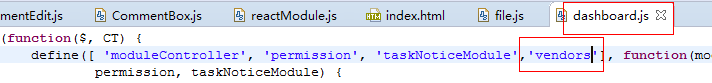 mentEdit.js CommentBox.js reactModule.js index.html file.js dashboard.js
(function($, CT) {
define([ 'moduleController', 'permission', 'taskNoticeModule','vendors'], function(mo
permission, taskNoticeModule) {